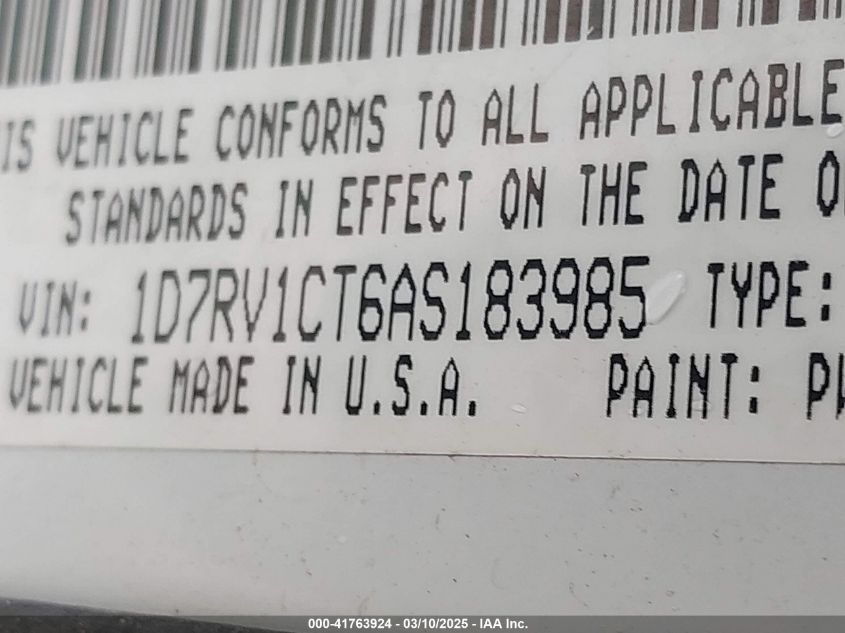 IS VEHICLE CONFORMS TO ALL APPLICABLE
STANDARDS IN EFFECT ON THE DATE O
VIN: 1D7RV1CT6AS183985 TYPE:
VEHICLE MADE IN U.S.A. PAINT: PW
000-41763924 - 03/10/2025 - IAA Inc.